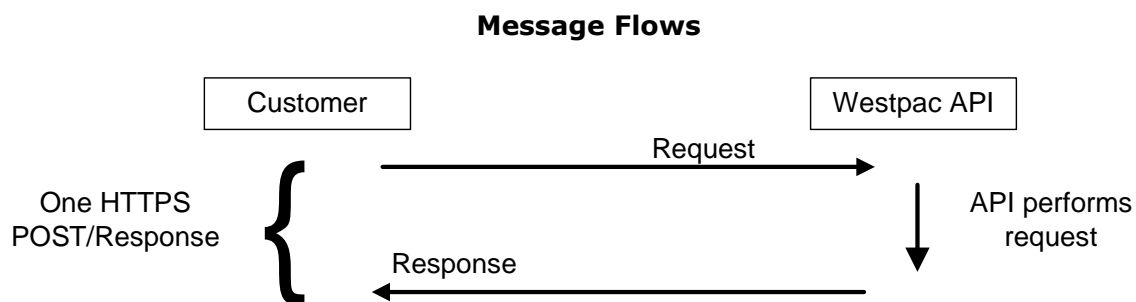 Message Flows
Customer
Westpac API
Request
One HTTPS
POST/Response
API performs
request
Response